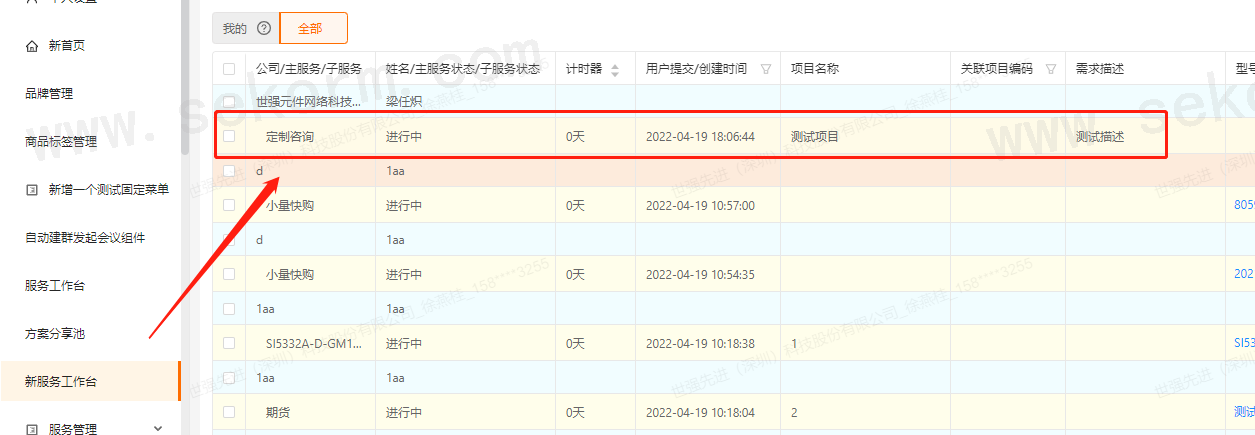 个人设置
新首页
品牌管理
商品标签管理
新增一个测试固定菜单
自动建群发起会议组件
服务工作台
方案分享池
新服务工作台
服务管理
我的 全部
公司/主服务/子服务 姓名/主服务状态/子服务状态 计时器 用户提交/创建时间 项目名称 关联项目编码 需求描述 型号
世强元件网络科技... 梁任炽
定制咨询 进行中 0天 2022-04-19 18:06:44 测试项目 测试描述
d 1aa
小量快购 进行中 0天 2022-04-19 10:57:00 805
d 1aa
小量快购 进行中 0天 2022-04-19 10:54:35 202
1aa 1aa
SI5332A-D-GM1... 进行中 0天 2022-04-19 10:18:38 1 SI53
1aa 1aa
期货 进行中 0天 2022-04-19 10:18:04 2 测试
www.sekorm.com
世强先进（深圳）科技股份有限公司_徐燕桂_158****3255